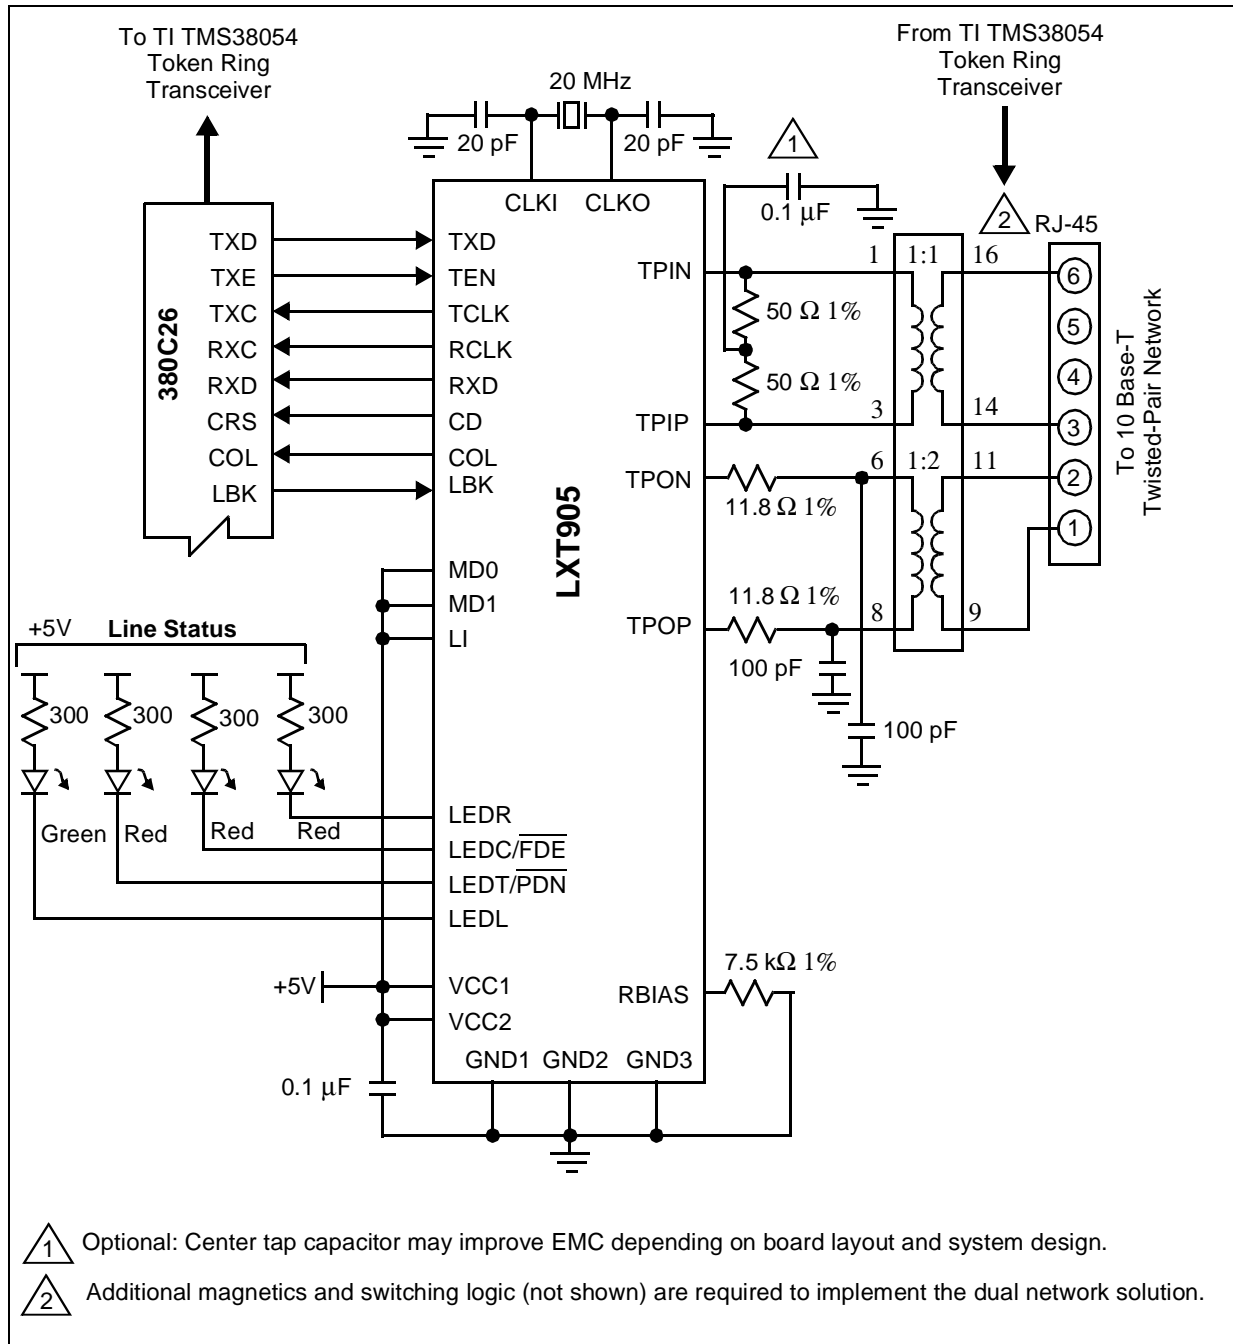 To TI TMS38054
Token Ring
Transceiver
From TI TMS38054
Token Ring
Transceiver
20 MHz
20 pF
20 pF
1
0.1 μF
2
RJ-45
CLKI
CLKO
380C26
TXD
TXE
TXC
RXC
RXD
CRS
COL
LBK
TXD
TEN
TCLK
RCLK
RXD
CD
COL
LBK
LXT905
TPIN
TPIP
TPON
TPOP
50 Ω 1%
50 Ω 1%
11.8 Ω 1%
11.8 Ω 1%
100 pF
100 pF
1
1:1
16
3
14
6
1:2
11
8
9
6
5
4
3
2
1
To 10 Base-T
Twisted-Pair Network
MD0
MD1
LI
+5V
Line Status
300
300
300
300
Green
Red
Red
Red
LEDR
LEDC/F̅D̅E̅
LEDT/P̅D̅N̅
LEDL
+5V
VCC1
VCC2
RBIAS
7.5 kΩ 1%
GND1
GND2
GND3
0.1 μF
1 Optional: Center tap capacitor may improve EMC depending on board layout and system design.
2 Additional magnetics and switching logic (not shown) are required to implement the dual network solution.